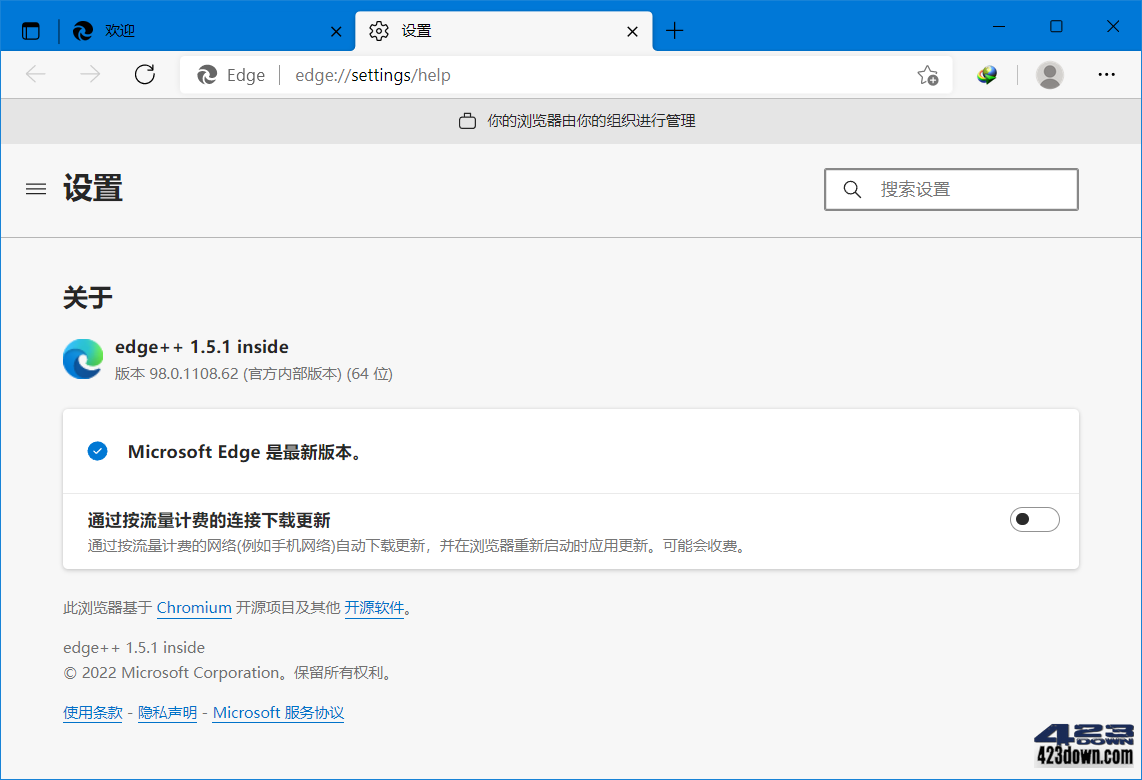 欢迎
设置
Edge
edge://settings/help
你的浏览器由你的组织进行管理
设置
搜索设置
关于
edge++ 1.5.1 inside
版本 98.0.1108.62 (官方内部版本) (64 位)
Microsoft Edge 是最新版本。
通过按流量计费的连接下载更新
通过按流量计费的网络(例如手机网络)自动下载更新，并在浏览器重新启动时应用更新。可能会收费。
此浏览器基于 Chromium 开源项目及其他 开源软件。
edge++ 1.5.1 inside
© 2022 Microsoft Corporation。保留所有权利。
使用条款 - 隐私声明 - Microsoft 服务协议
423
DOWN
423down.com